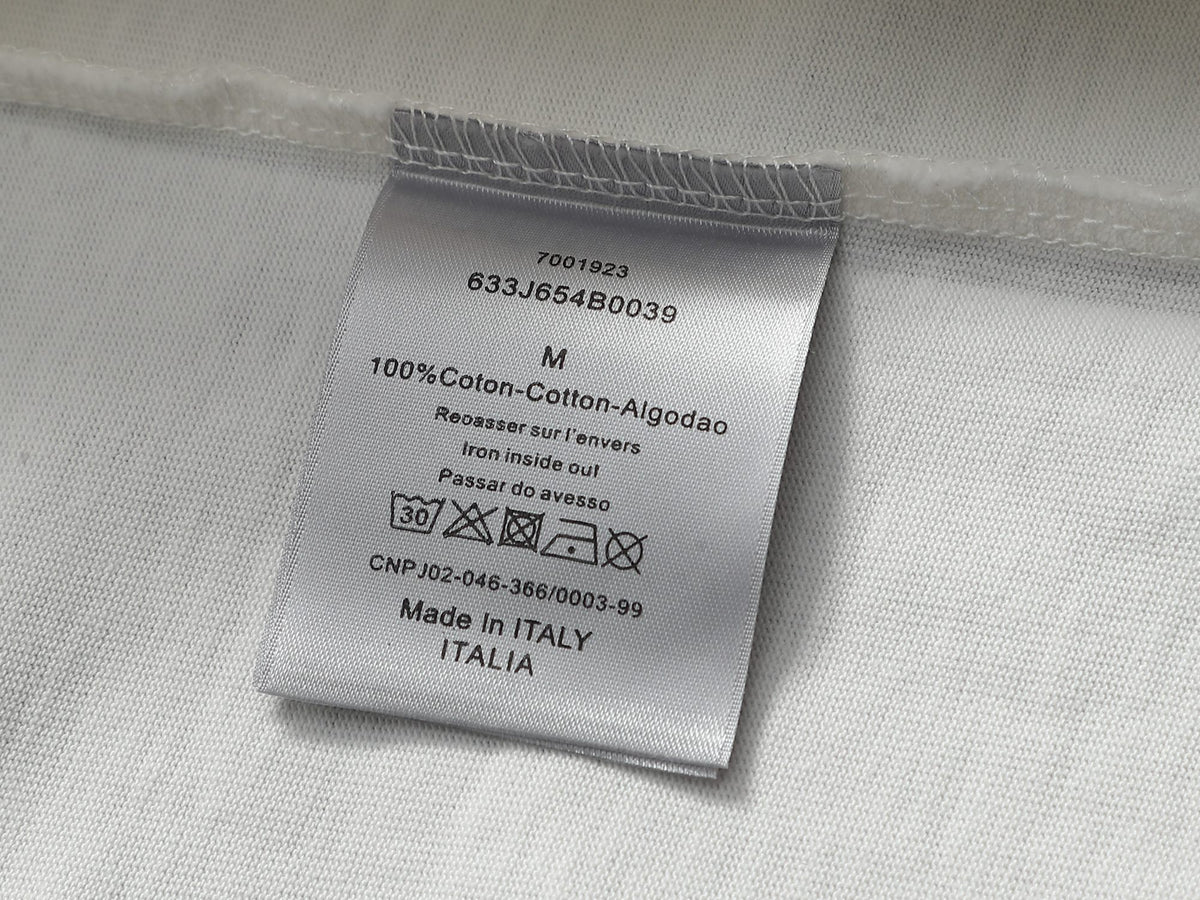 7001923
633J654B0039
M
100%Coton-Cotton-Algodao
Reoasser sur l'envers
Iron inside oul
Passar do avesso
30
CNPJ02-046-366/0003-99
Made In ITALY
ITALIA